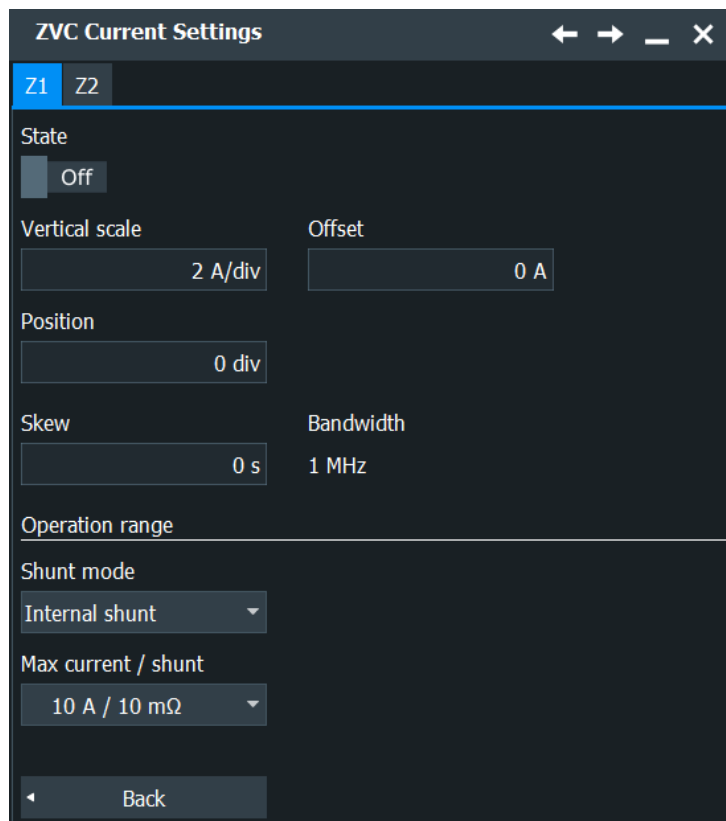 ZVC Current Settings
Z1 Z2
State
Off
Vertical scale Offset
2 A/div 0 A
Position
0 div
Skew Bandwidth
0 s 1 MHz
Operation range
Shunt mode
Internal shunt
Max current / shunt
10 A / 10 mΩ
Back